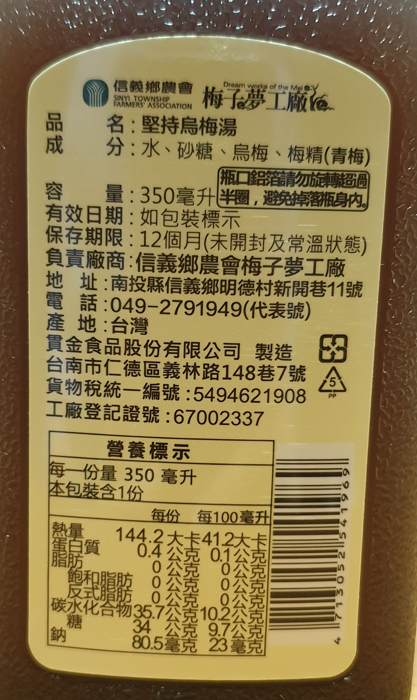 信義鄉農會
SINYI TOWNSHIP
FARMERS' ASSOCIATION
Dream works of the Mei
梅子夢工廠
品名:堅持烏梅湯
成分:水、砂糖、烏梅、梅精(青梅)
瓶口鋁箔請勿旋轉超過
半圈,避免掉落瓶身內。
容量:350毫升
有效日期:如包裝標示
保存期限:12個月(未開封及常溫狀態)
負責廠商:信義鄉農會梅子夢工廠
地址:南投縣信義鄉明德村新開巷11號
電話:049-2791949(代表號)
產地:台灣
貫金食品股份有限公司 製造
台南市仁德區義林路148巷7號
貨物稅統一編號:5494621908
工廠登記證號:67002337
5
PP
營養標示
每一份量 350 毫升
本包裝含1份
每份 每100毫升
熱量 144.2 大卡 41.2大卡
蛋白質 0.4 公克 0.1公克
脂肪 0 公克 0 公克
飽和脂肪 0 公克 0 公克
反式脂肪 0 公克 0 公克
碳水化合物 35.7 公克 10.2公克
糖 34 公克 9.7公克
鈉 80.5毫克 23 毫克
4 713052 541969